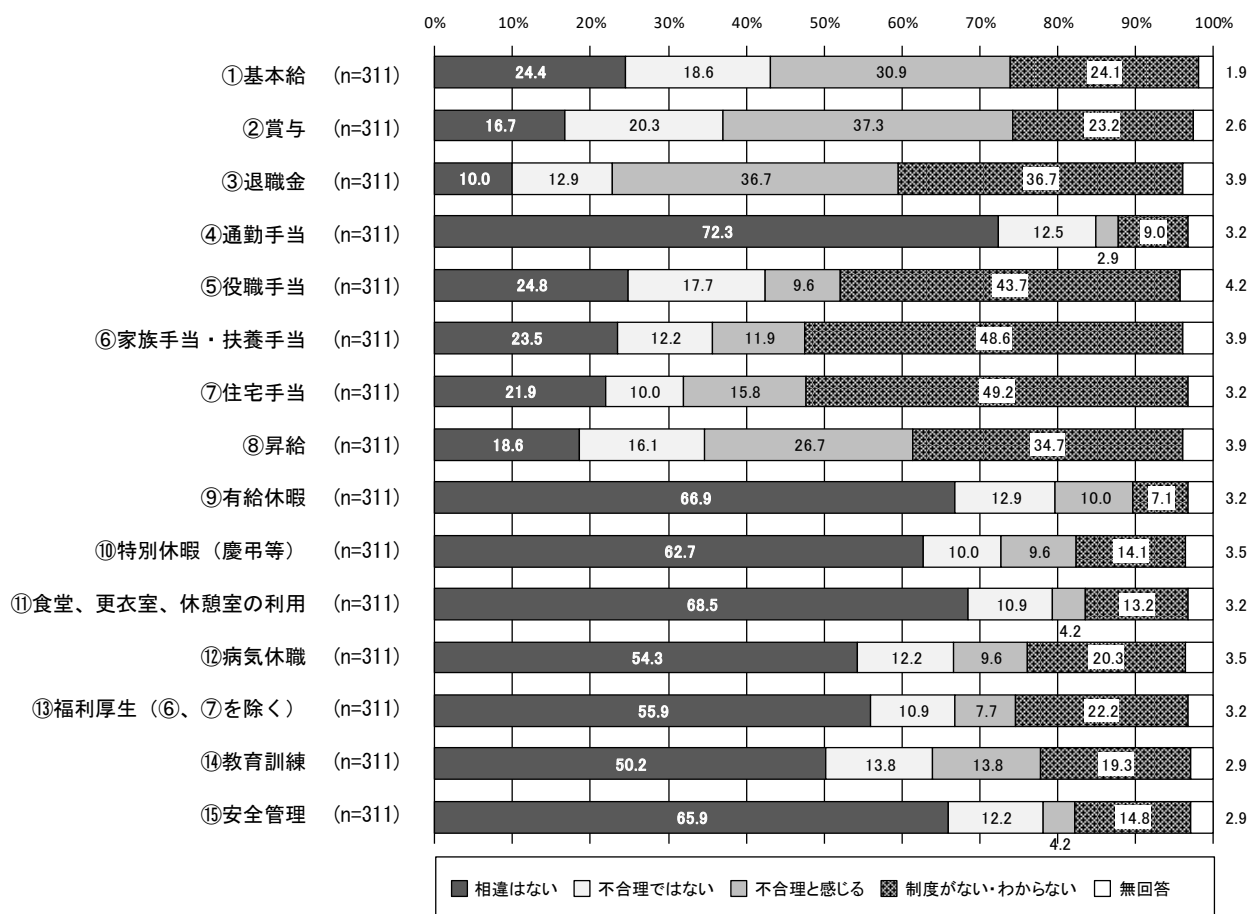 0% 10% 20% 30% 40% 50% 60% 70% 80% 90% 100%
①基本給 (n=311) 24.4 18.6 30.9 24.1 1.9
②賞与 (n=311) 16.7 20.3 37.3 23.2 2.6
③退職金 (n=311) 10.0 12.9 36.7 36.7 3.9
④通勤手当 (n=311) 72.3 12.5 2.9 9.0 3.2
⑤役職手当 (n=311) 24.8 17.7 9.6 43.7 4.2
⑥家族手当・扶養手当 (n=311) 23.5 12.2 11.9 48.6 3.9
⑦住宅手当 (n=311) 21.9 10.0 15.8 49.2 3.2
⑧昇給 (n=311) 18.6 16.1 26.7 34.7 3.9
⑨有給休暇 (n=311) 66.9 12.9 10.0 7.1 3.2
⑩特別休暇（慶弔等） (n=311) 62.7 10.0 9.6 14.1 3.5
⑪食堂、更衣室、休憩室の利用 (n=311) 68.5 10.9 4.2 13.2 3.2
⑫病気休職 (n=311) 54.3 12.2 9.6 20.3 3.5
⑬福利厚生（⑥、⑦を除く） (n=311) 55.9 10.9 7.7 22.2 3.2
⑭教育訓練 (n=311) 50.2 13.8 13.8 19.3 2.9
⑮安全管理 (n=311) 65.9 12.2 4.2 14.8 2.9
相違はない 不合理ではない 不合理と感じる 制度がない・わからない 無回答